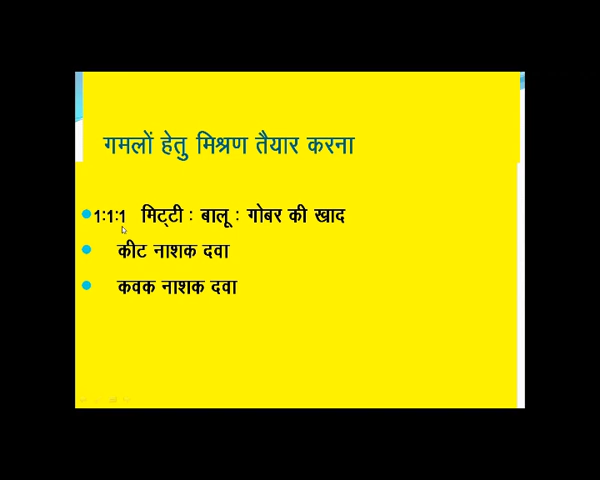 गमलों हेतु मिश्रण तैयार करना
1:1:1 मिट्टी : बालू : गोबर की खाद
कीट नाशक दवा
कवक नाशक दवा